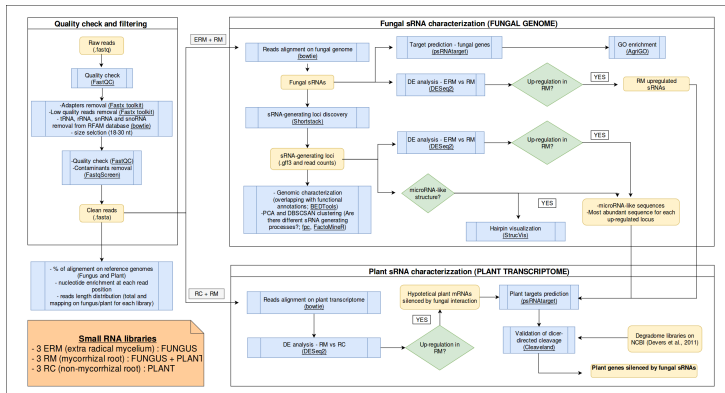 Quality check and filtering
Raw reads
(.fastq)
Quality check
(FastQC)
-Adapters removal (Fastx toolkit)
-Low quality reads removal (Fastx toolkit)
- tRNA, rRNA, snRNA and snoRNA
removal from RFAM database (bowtie)
- size selection (18-30 nt)
-Quality check (FastQC)
-Contaminants removal
(FastqScreen)
Clean reads
(.fasta)
- % of alignment on reference genomes
(Fungus and Plant)
- nucleotide enrichment at each read
position
- reads length distribution (total and
mapping on fungus/plant for each library)
Small RNA libraries
- 3 ERM (extra radical mycelium) : FUNGUS
- 3 RM (mycorrhizal root) : FUNGUS + PLANT
- 3 RC (non-mycorrhizal root) : PLANT
ERM + RM
RC + RM
Fungal sRNA characterization (FUNGAL GENOME)
Reads alignment on fungal genome
(bowtie)
Target prediction - fungal genes
(psRNAtarget)
GO enrichment
(AgriGO)
Fungal sRNAs
DE analysis - ERM vs RM
(DESeq2)
Up-regulation in
RM?
YES
RM upregulated
sRNAs
sRNA-generating loci discovery
(Shortstack)
sRNA-generating loci
(.gff3 and read counts)
DE analysis - ERM vs RM
(DESeq2)
Up-regulation in
RM?
YES
- Genomic characterization
(overlapping with functional
annotations; BEDTools)
-PCA and DBSCSAN clustering (Are
there different sRNA generating
processes?; fpc, FactoMineR)
microRNA-like
structure?
YES
Hairpin visualization
(StrucVis)
-microRNA-like sequences
-Most abundant sequence for each
up-regulated locus
Plant sRNA characterizzation (PLANT TRANSCRIPTOME)
Reads alignment on plant transcriptome
(bowtie)
Hypotetical plant mRNAs
silenced by fungal interaction
Plant targets prediction
(psRNAtarget)
YES
DE analysis - RM vs RC
(DESeq2)
Up-regulation in
RM?
Validation of dicer-
directed cleavage
(Cleaveland)
Degradome libraries on
NCBI (Devers et al., 2011)
Plant genes silenced by fungal sRNAs